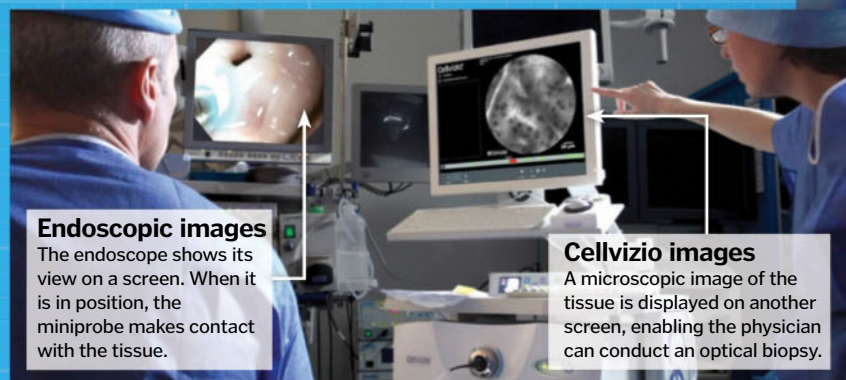 Cellvizio
Endoscopic images
The endoscope shows its
view on a screen. When it
is in position, the
miniprobe makes contact
with the tissue.
Cellvizio images
A microscopic image of the
tissue is displayed on another
screen, enabling the physician
can conduct an optical biopsy.